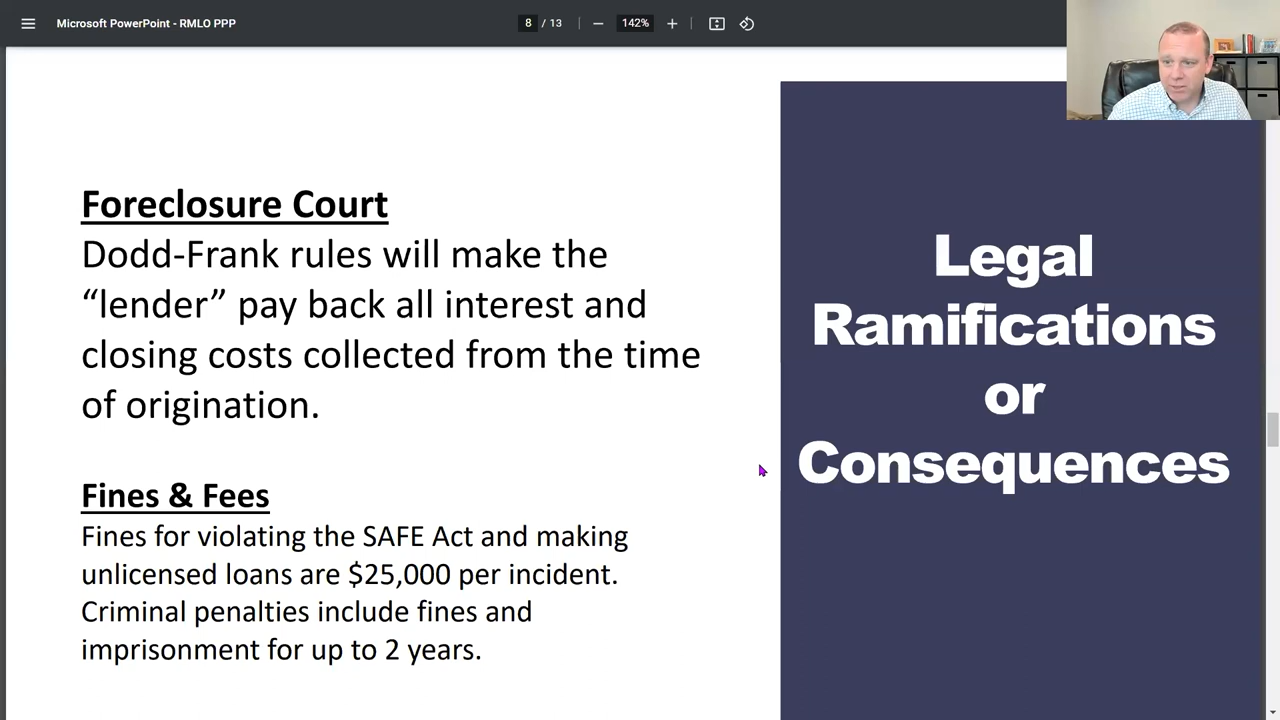 Microsoft PowerPoint - RMLO PPP
8 / 13
142%
Foreclosure Court
Dodd-Frank rules will make the
“lender” pay back all interest and
closing costs collected from the time
of origination.
Fines & Fees
Fines for violating the SAFE Act and making
unlicensed loans are $25,000 per incident.
Criminal penalties include fines and
imprisonment for up to 2 years.
Legal
Ramifications
or
Consequences